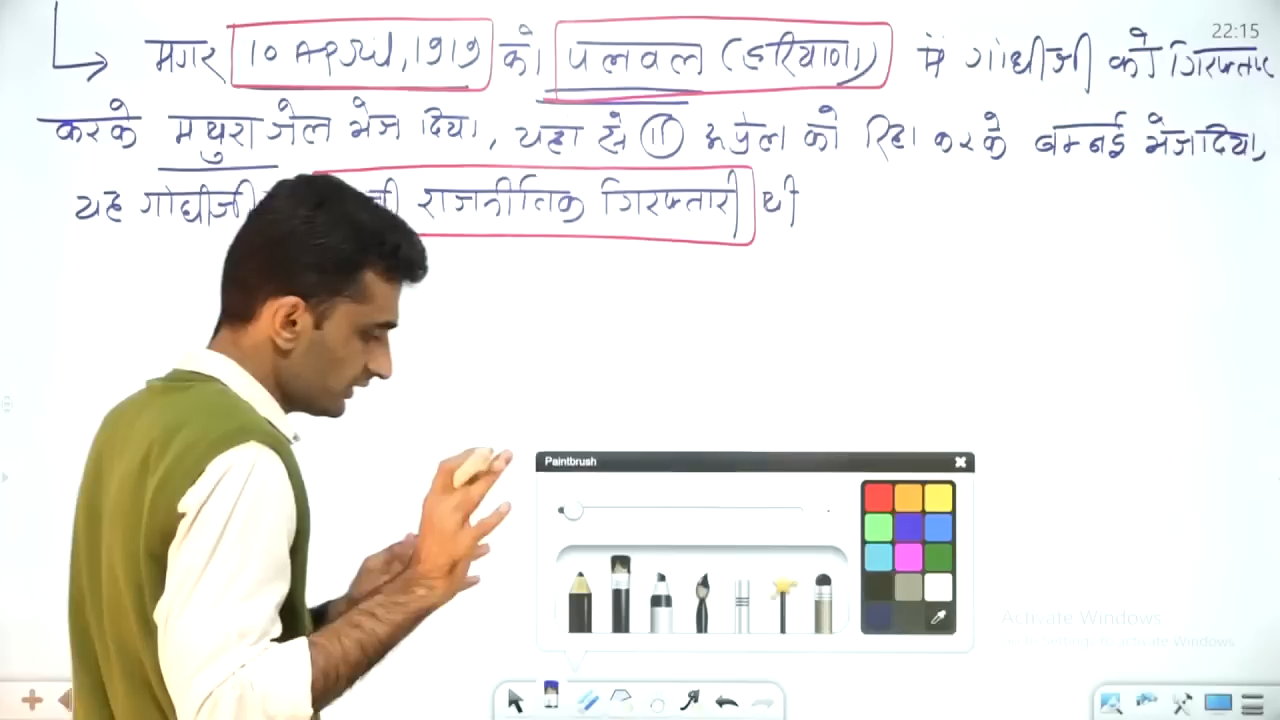 22:15
मगर 10 April, 1919 को पलवल (हरियाणा) में गांधीजी को गिरफ्तार
करके मथुरा जेल भेज दिया, यहा से 11 अप्रेल को रिहा करके बम्बई भेज दिया,
यह गांधीजी राजनीतिक गिरफ्तारी थी
Paintbrush
Activate Windows